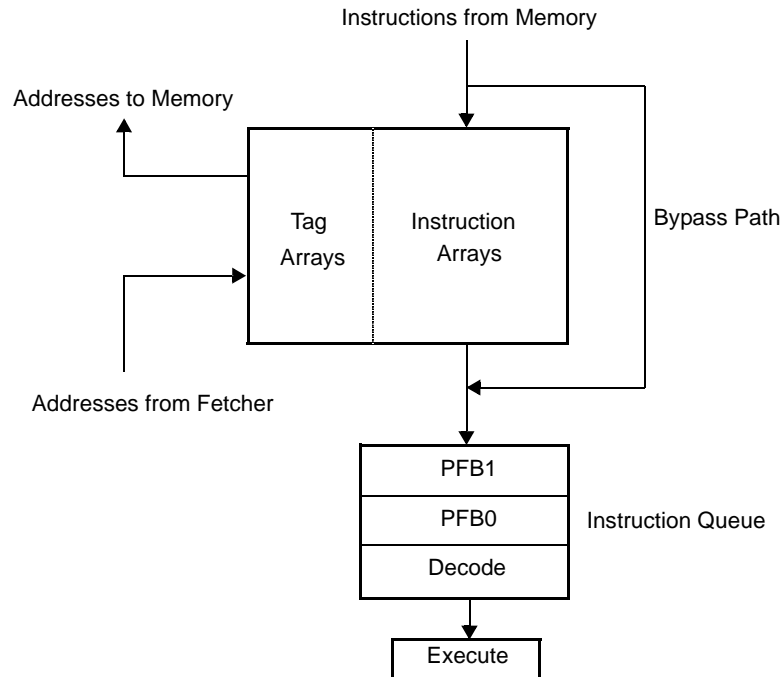 Instructions from Memory
Addresses to Memory
Tag
Arrays
Instruction
Arrays
Bypass Path
Addresses from Fetcher
PFB1
PFB0
Instruction Queue
Decode
Execute